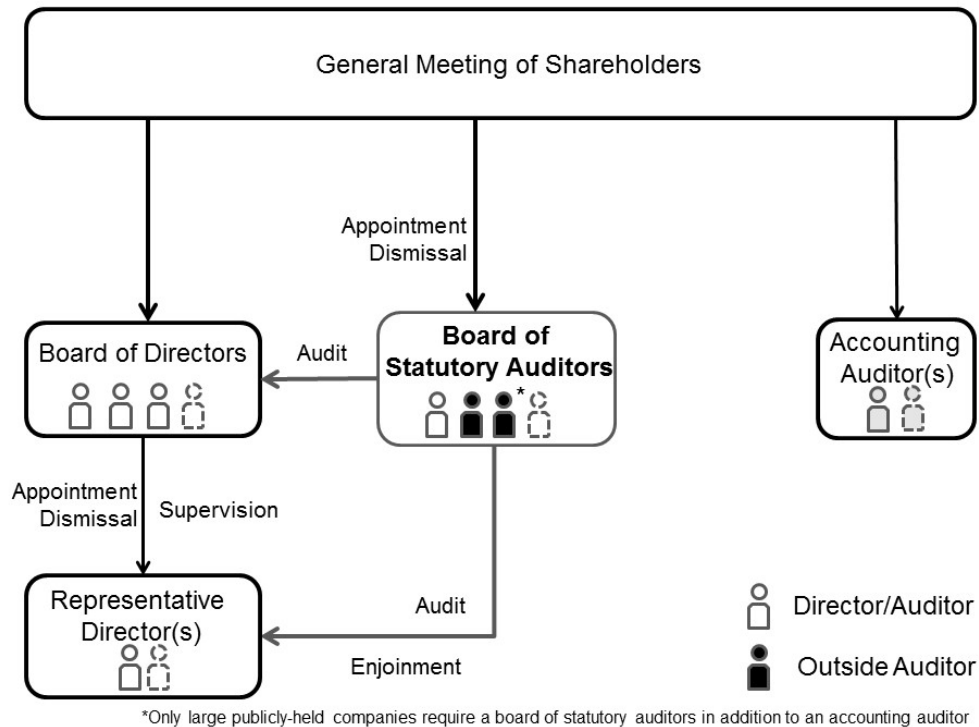 General Meeting of Shareholders
Appointment
Dismissal
Board of Directors
Audit
Board of
Statutory Auditors
*
Accounting
Auditor(s)
Appointment
Dismissal
Supervision
Representative
Director(s)
Audit
Enjoinment
Director/Auditor
Outside Auditor
*Only large publicly-held companies require a board of statutory auditors in addition to an accounting auditor